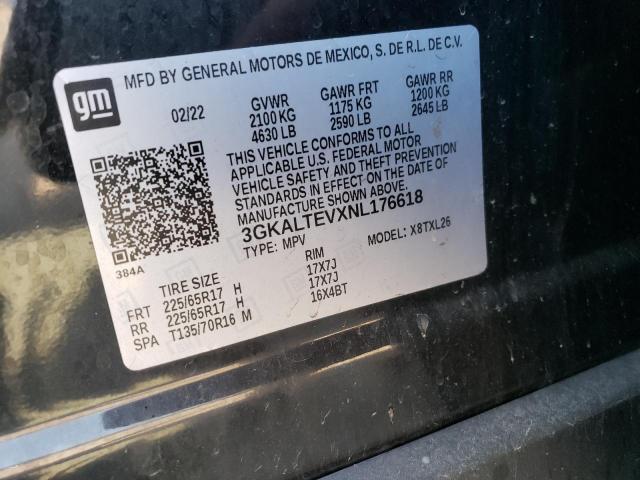 MFD BY GENERAL MOTORS DE MEXICO, S. DE R.L. DE C.V.
gm
02/22
GVWR GAWR FRT GAWR RR
2100 KG 1175 KG 1200 KG
4630 LB 2590 LB 2645 LB
THIS VEHICLE CONFORMS TO ALL
APPLICABLE U.S. FEDERAL MOTOR
VEHICLE SAFETY AND THEFT PREVENTION
STANDARDS IN EFFECT ON THE DATE OF
MANUFACTURE SHOWN ABOVE.
3GKALTEVXNL176618
TYPE: MPV MODEL: X8TXL26
384A
TIRE SIZE RIM
FRT 225/65R17 H 17X7J
RR 225/65R17 H 17X7J
SPA T135/70R16 M 16X4BT